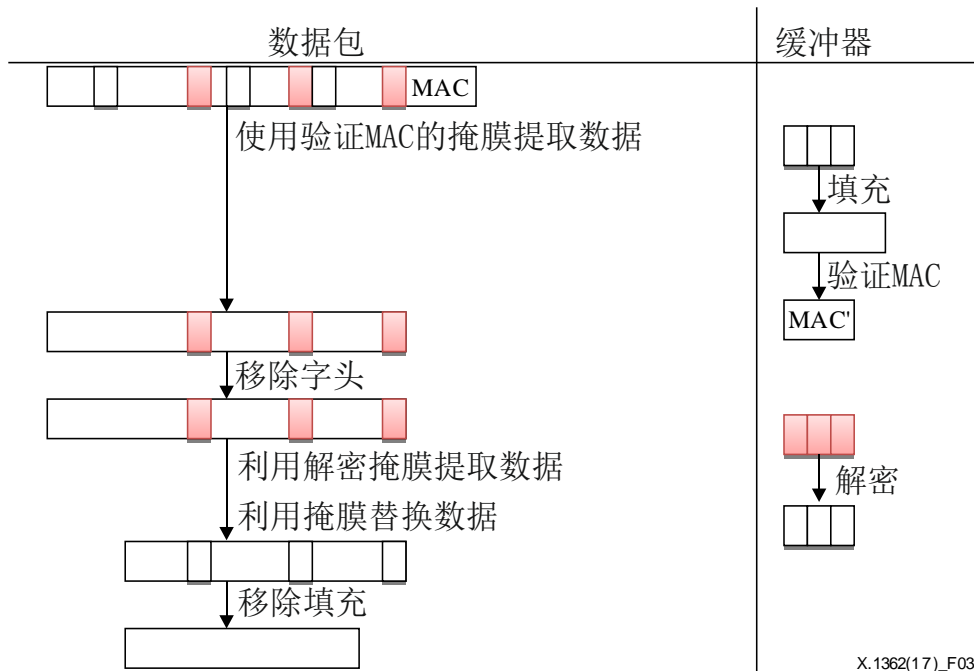 数据包
缓冲器
MAC
使用验证MAC的掩膜提取数据
填充
验证MAC
MAC'
移除字头
利用解密掩膜提取数据
利用掩膜替换数据
解密
移除填充
X.1362(17)_F03